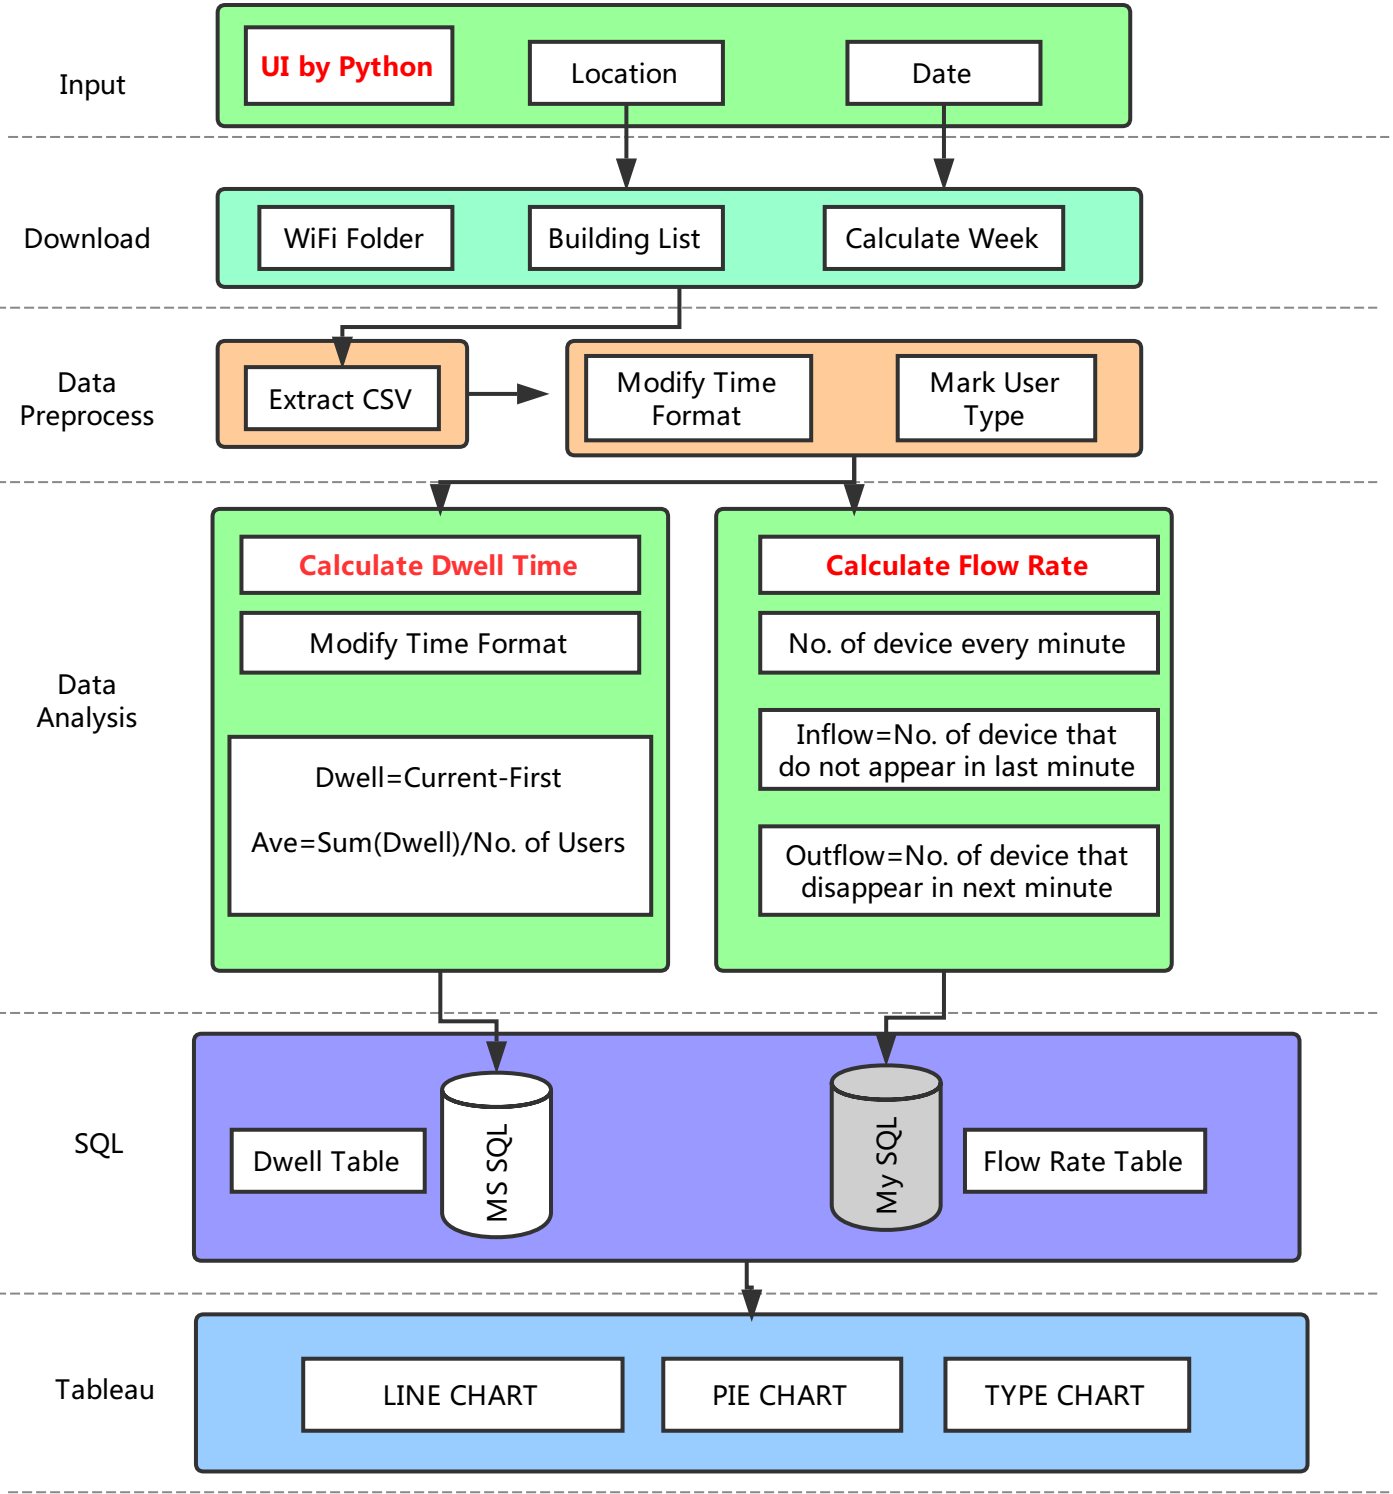 Input
UI by Python
Location
Date
Download
WiFi Folder
Building List
Calculate Week
Data
Preprocess
Extract CSV
Modify Time
Format
Mark User
Type
Data
Analysis
Calculate Dwell Time
Modify Time Format
Dwell=Current-First
Ave=Sum(Dwell)/No. of Users
Calculate Flow Rate
No. of device every minute
Inflow=No. of device that
do not appear in last minute
Outflow=No. of device that
disappear in next minute
SQL
Dwell Table
MS SQL
My SQL
Flow Rate Table
Tableau
LINE CHART
PIE CHART
TYPE CHART